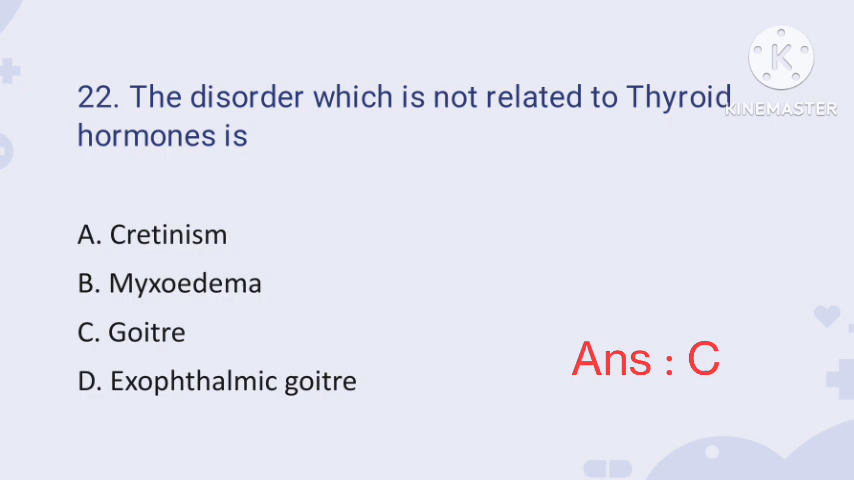 22. The disorder which is not related to Thyroid
hormones is
KINEMASTER
A. Cretinism
B. Myxoedema
C. Goitre
D. Exophthalmic goitre
Ans : C